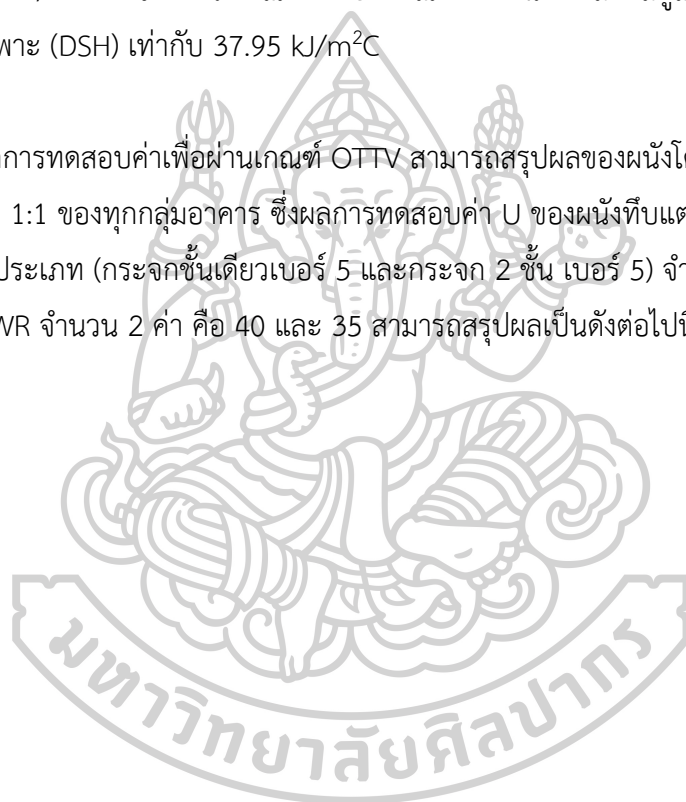 พาะ (DSH) เท่ากับ 37.95 kJ/m²C
การทดสอบค่าเพื่อผ่านเกณฑ์ OTTV สามารถสรุปผลของผนังโด
1:1 ของทุกกลุ่มอาคาร ซึ่งผลการทดสอบค่า U ของผนังทึบแต
ประเภท (กระจกชั้นเดียวเบอร์ 5 และกระจก 2 ชั้น เบอร์ 5) จำ
WR จำนวน 2 ค่า คือ 40 และ 35 สามารถสรุปผลเป็นดังต่อไปนี
มหาวิทยาลัยศิลปากร